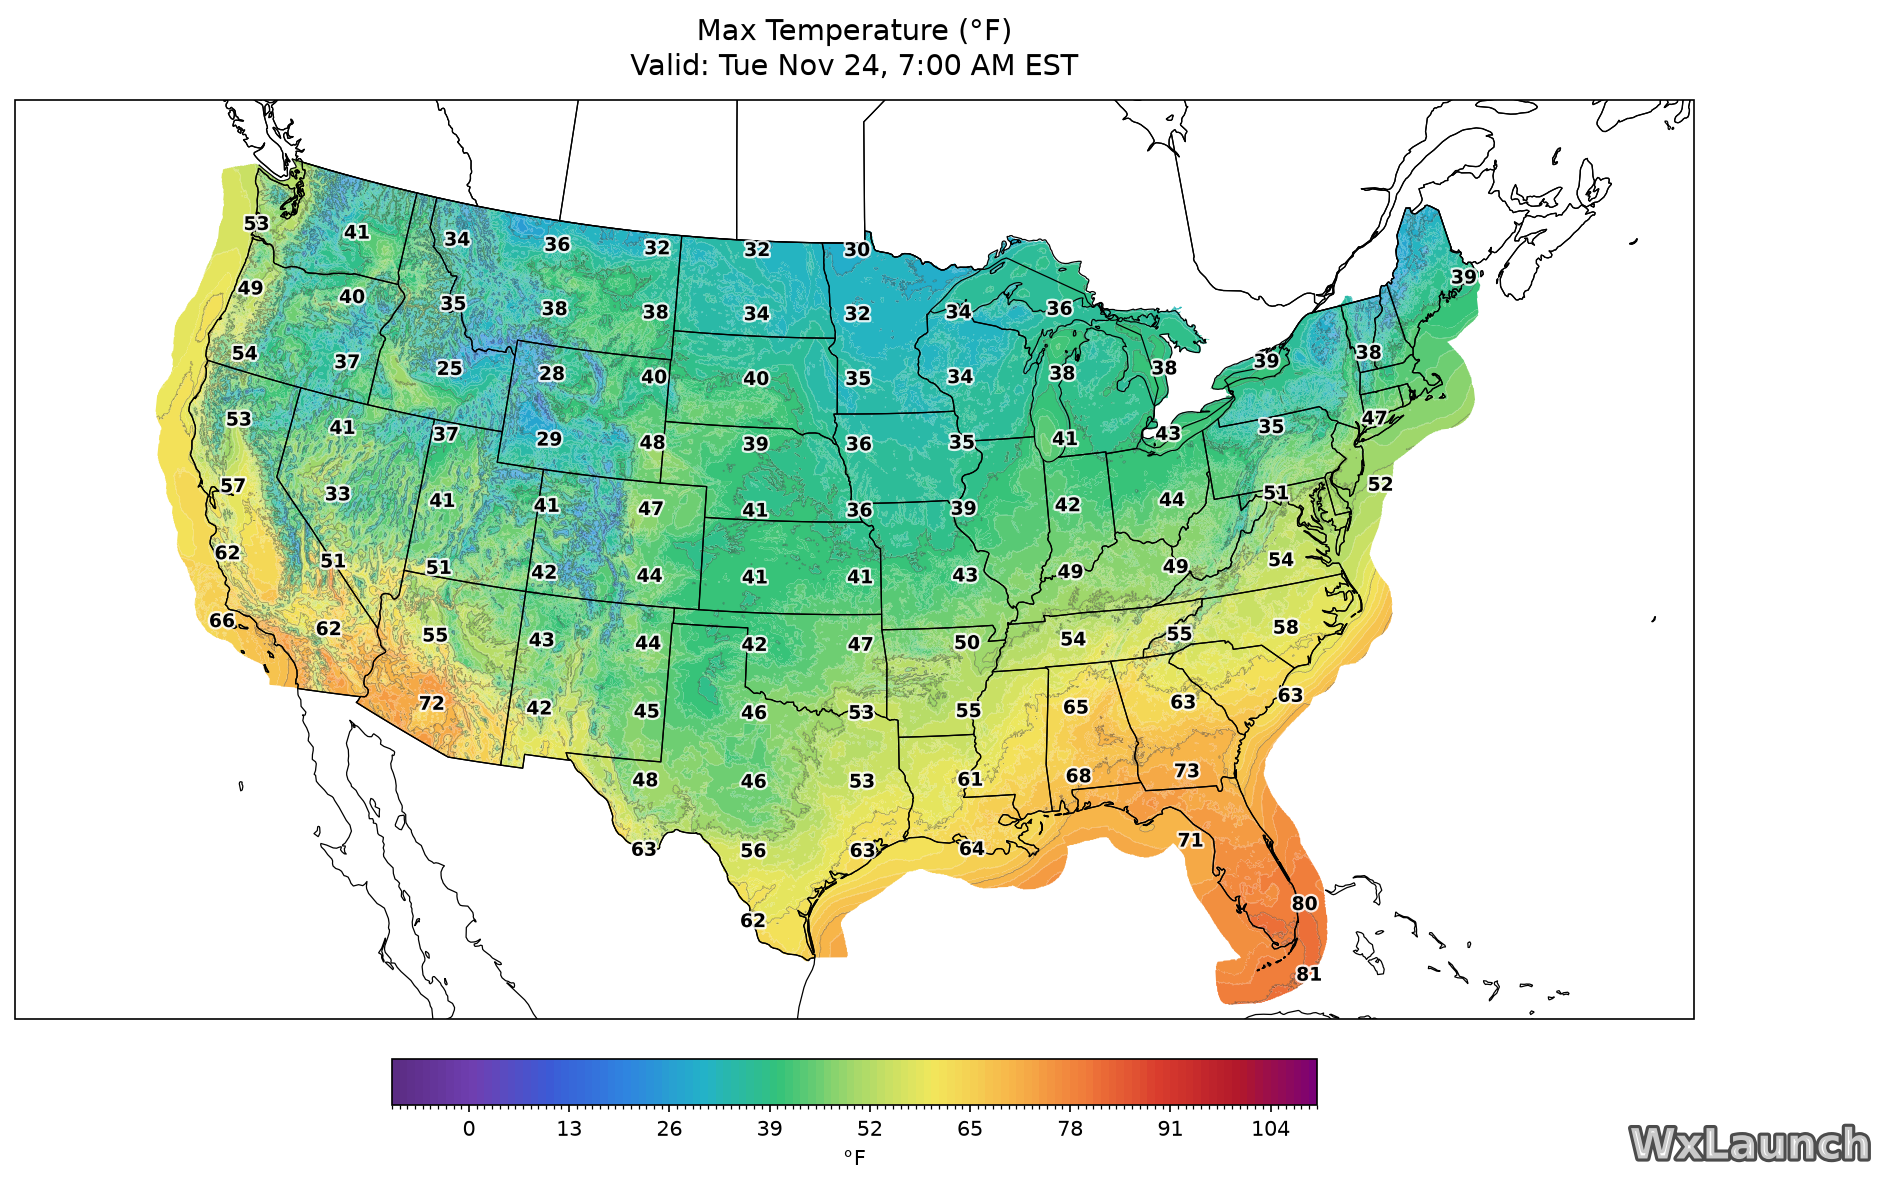 Max Temperature (°F)
Valid: Tue Nov 24, 7:00 AM EST
53 41 34 36 32 32 30 39
49 40 35 38 38 34 32 34 36
54 37 25 28 40 40 35 34 38 38 39 38
53 41 37 29 48 39 36 35 41 43 35 47
57 33 41 41 47 41 36 39 42 44 51 52
62 51 51 42 44 41 41 43 49 49 54
66 62 55 43 44 42 47 50 54 55 58
72 42 45 46 53 55 65 63 63
48 46 53 61 68 73
63 56 63 64 71
62 80
81
0 13 26 39 52 65 78 91 104
°F
WxLaunch